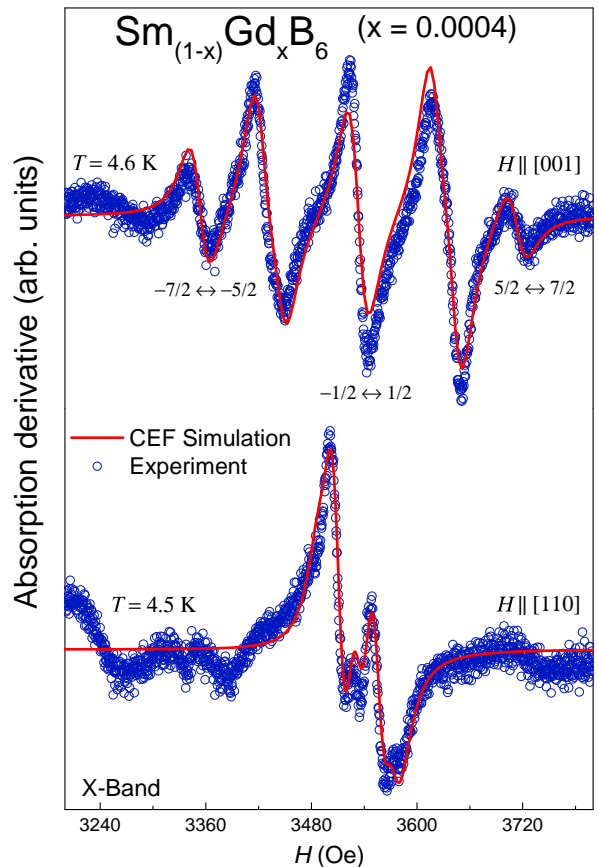 Sm(1-x)GdxB6 (x = 0.0004)
T = 4.6 K
H || [001]
−7/2 ↔ −5/2
5/2 ↔ 7/2
−1/2 ↔ 1/2
CEF Simulation
Experiment
T = 4.5 K
H || [110]
X-Band
3240 3360 3480 3600 3720
H (Oe)
Absorption derivative (arb. units)